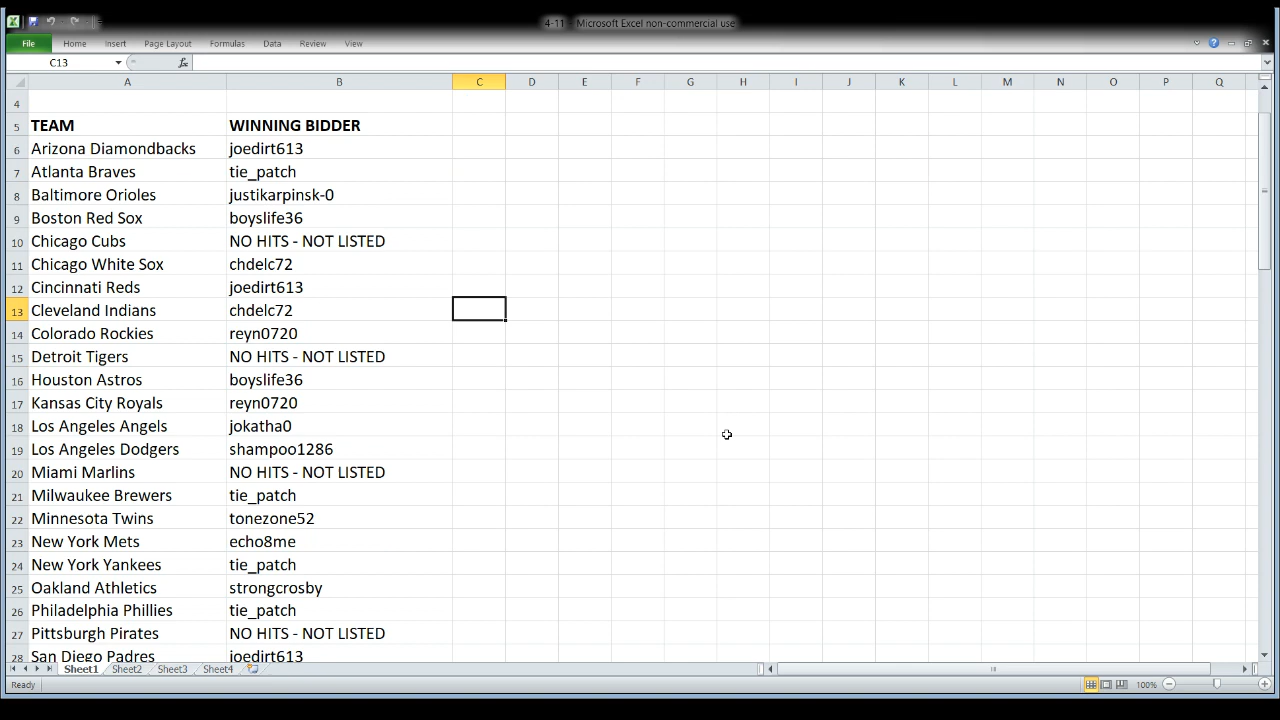 4-11 - Microsoft Excel non-commercial use
File Home Insert Page Layout Formulas Data Review View
C13 fx
A B C D E F G H I J K L M N O P Q
4
5 TEAM WINNING BIDDER
6 Arizona Diamondbacks joedirt613
7 Atlanta Braves tie_patch
8 Baltimore Orioles justikarpinsk-0
9 Boston Red Sox boyslife36
10 Chicago Cubs NO HITS - NOT LISTED
11 Chicago White Sox chdelc72
12 Cincinnati Reds joedirt613
13 Cleveland Indians chdelc72
14 Colorado Rockies reyn0720
15 Detroit Tigers NO HITS - NOT LISTED
16 Houston Astros boyslife36
17 Kansas City Royals reyn0720
18 Los Angeles Angels jokatha0
19 Los Angeles Dodgers shampoo1286
20 Miami Marlins NO HITS - NOT LISTED
21 Milwaukee Brewers tie_patch
22 Minnesota Twins tonezone52
23 New York Mets echo8me
24 New York Yankees tie_patch
25 Oakland Athletics strongcrosby
26 Philadelphia Phillies tie_patch
27 Pittsburgh Pirates NO HITS - NOT LISTED
28 San Diego Padres joedirt613
Sheet1 Sheet2 Sheet3 Sheet4
Ready 100%